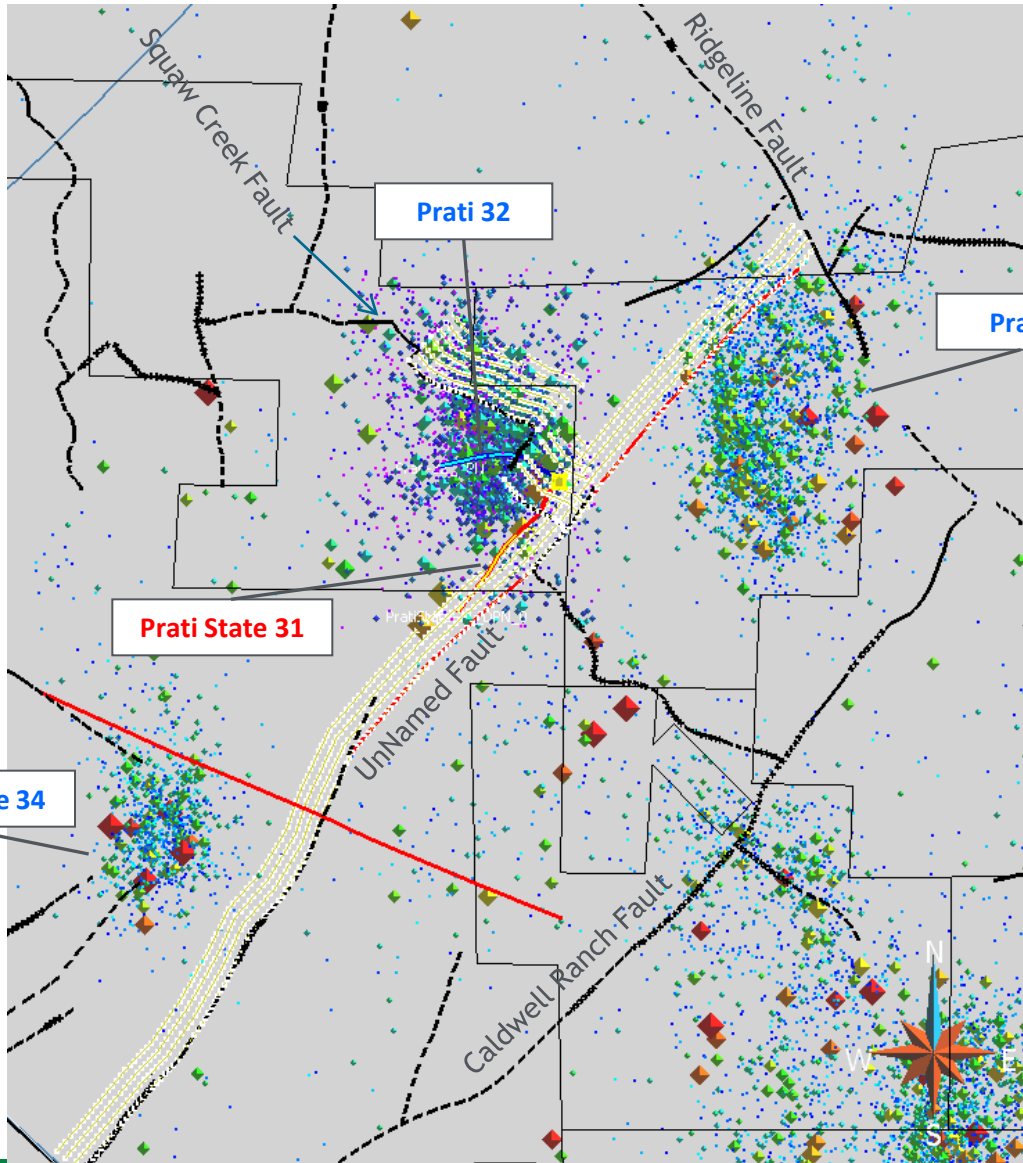 Squaw Creek Fault
Ridgeline Fault
Prati 32
Pra
Prati State 31
UnNamed Fault
e 34
Caldwell Ranch Fault
N
W
E
S